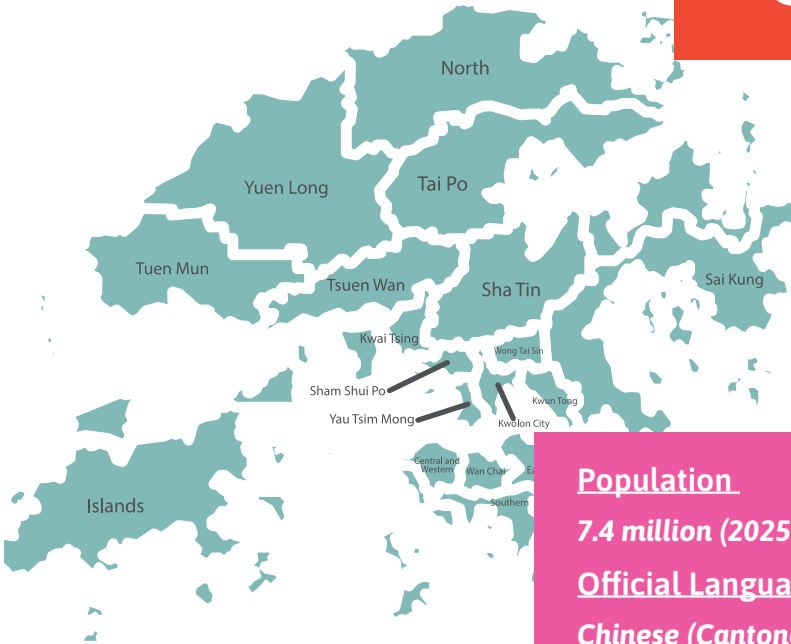 North
Yuen Long
Tai Po
Tuen Mun
Tsuen Wan
Sha Tin
Sai Kung
Kwai Tsing
Wong Tai Sin
Sham Shui Po
Kwun Tong
Yau Tsim Mong
Kwolon City
Central and
Western
Wan Chai
Ea
Southern
Islands
Population
7.4 million (2025
Official Langua
Chinese (Canton